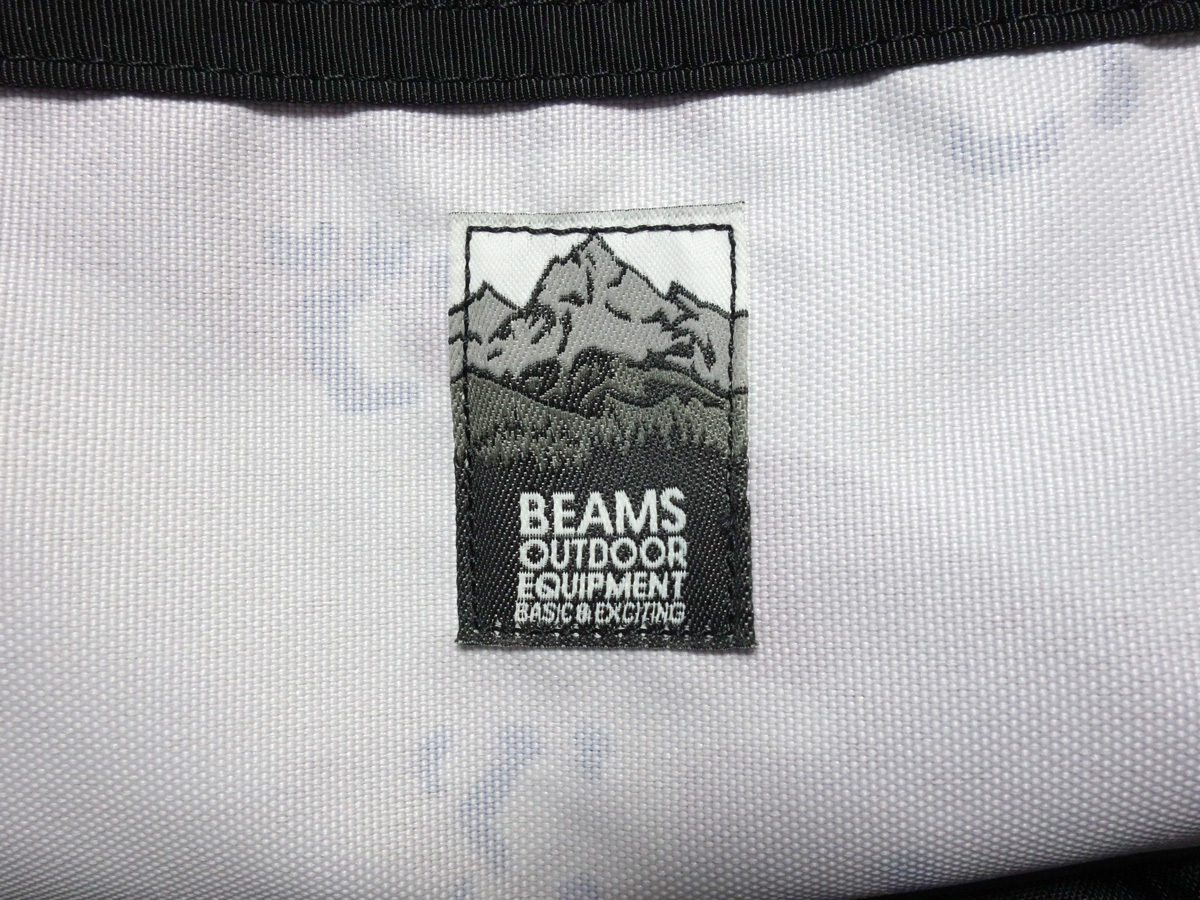 BEAMS
OUTDOOR
EQUIPMENT
BASIC & EXCITING